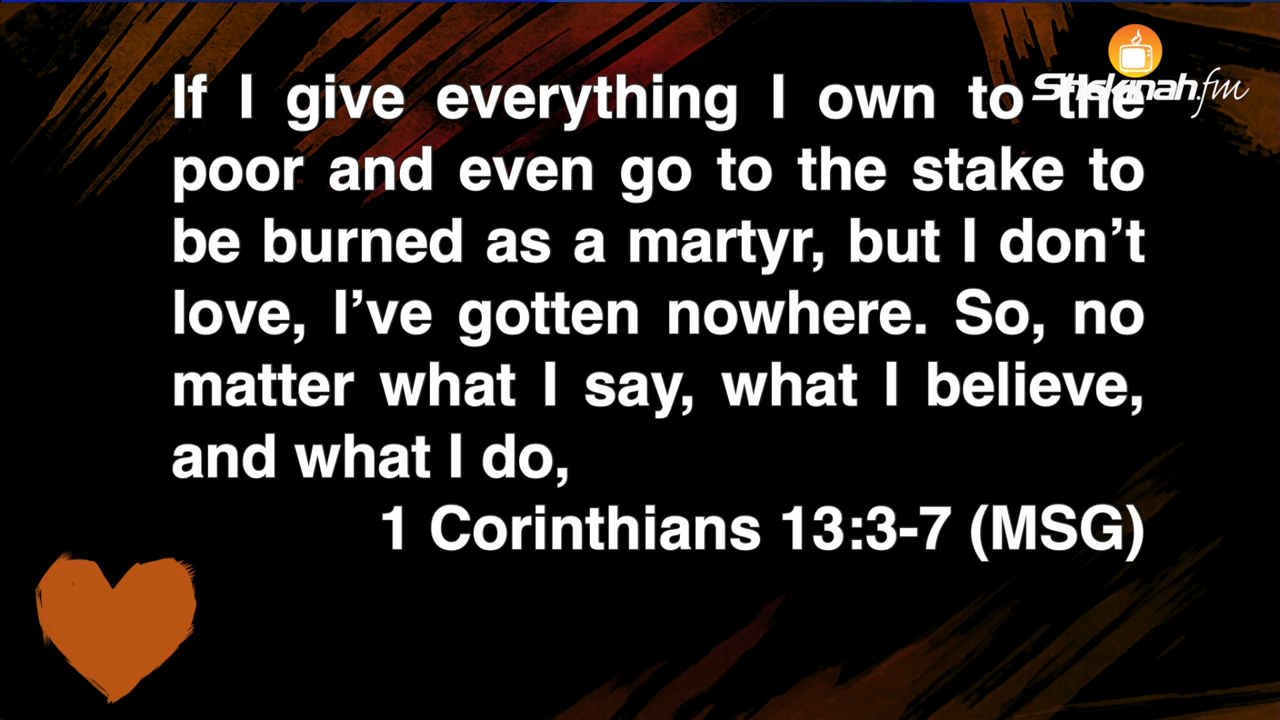 Shekinah.fm
If I give everything I own to the
poor and even go to the stake to
be burned as a martyr, but I don’t
love, I’ve gotten nowhere. So, no
matter what I say, what I believe,
and what I do,
1 Corinthians 13:3-7 (MSG)